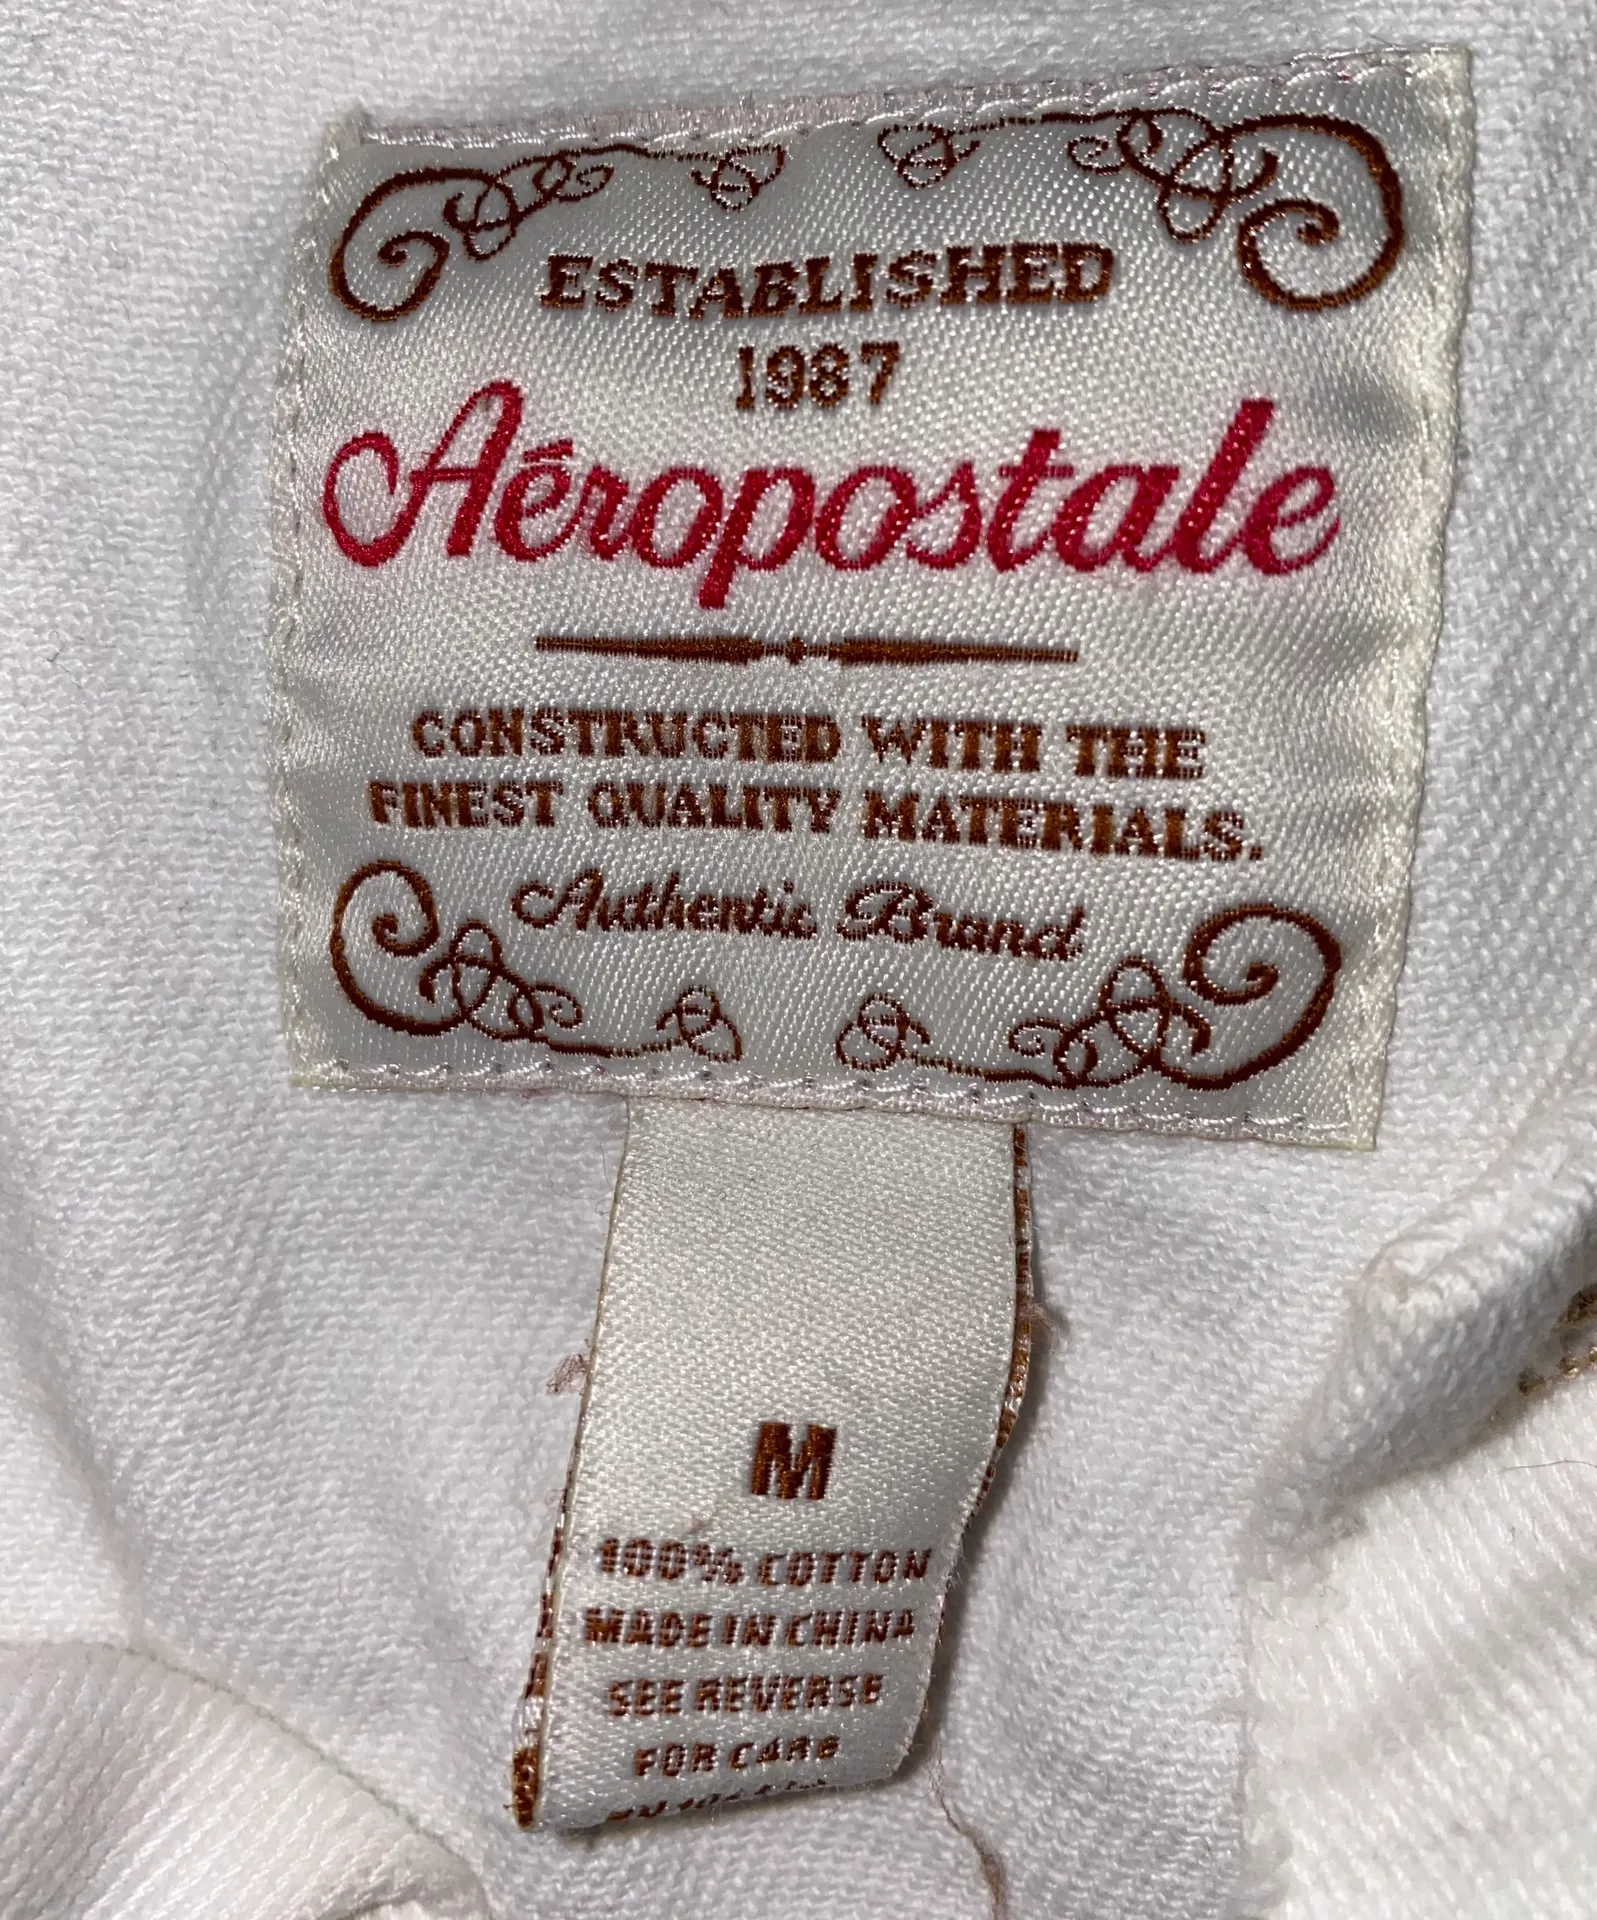 ESTABLISHED
1987
Aéropostale
CONSTRUCTED WITH THE
FINEST QUALITY MATERIALS.
Authentic Brand
M
100% COTTON
MADE IN CHINA
SEE REVERSE
FOR CARE